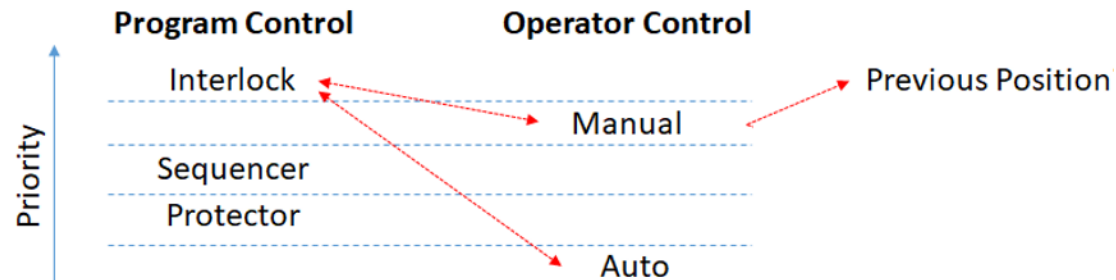 Program Control
Operator Control
Interlock
Previous Position
Manual
Sequencer
Protector
Auto
Priority